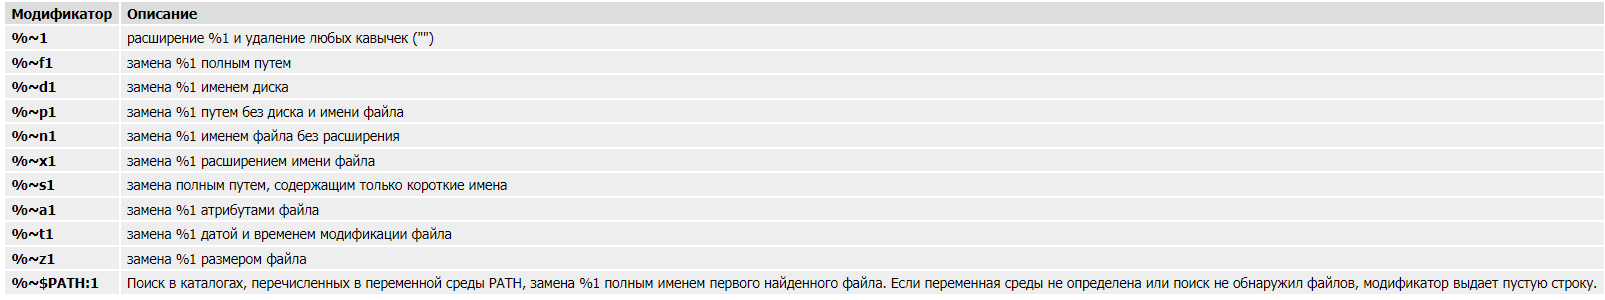 Модификатор Описание
%~1 расширение %1 и удаление любых кавычек ("")
%~f1 замена %1 полным путем
%~d1 замена %1 именем диска
%~p1 замена %1 путем без диска и имени файла
%~n1 замена %1 именем файла без расширения
%~x1 замена %1 расширением имени файла
%~s1 замена полным путем, содержащим только короткие имена
%~a1 замена %1 атрибутами файла
%~t1 замена %1 датой и временем модификации файла
%~z1 замена %1 размером файла
%~$PATH:1 Поиск в каталогах, перечисленных в переменной среды PATH, замена %1 полным именем первого найденного файла. Если переменная среды не определена или поиск не обнаружил файлов, модификатор выдает пустую строку.